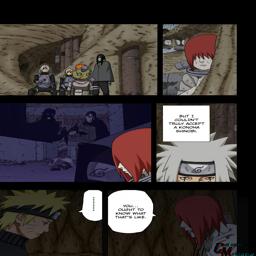 BUT I
COULDN'T
TRULY ACCEPT
A KONOHA
SHINOBI.
..........
YOU...
OUGHT TO
KNOW WHAT
THAT'S LIKE.